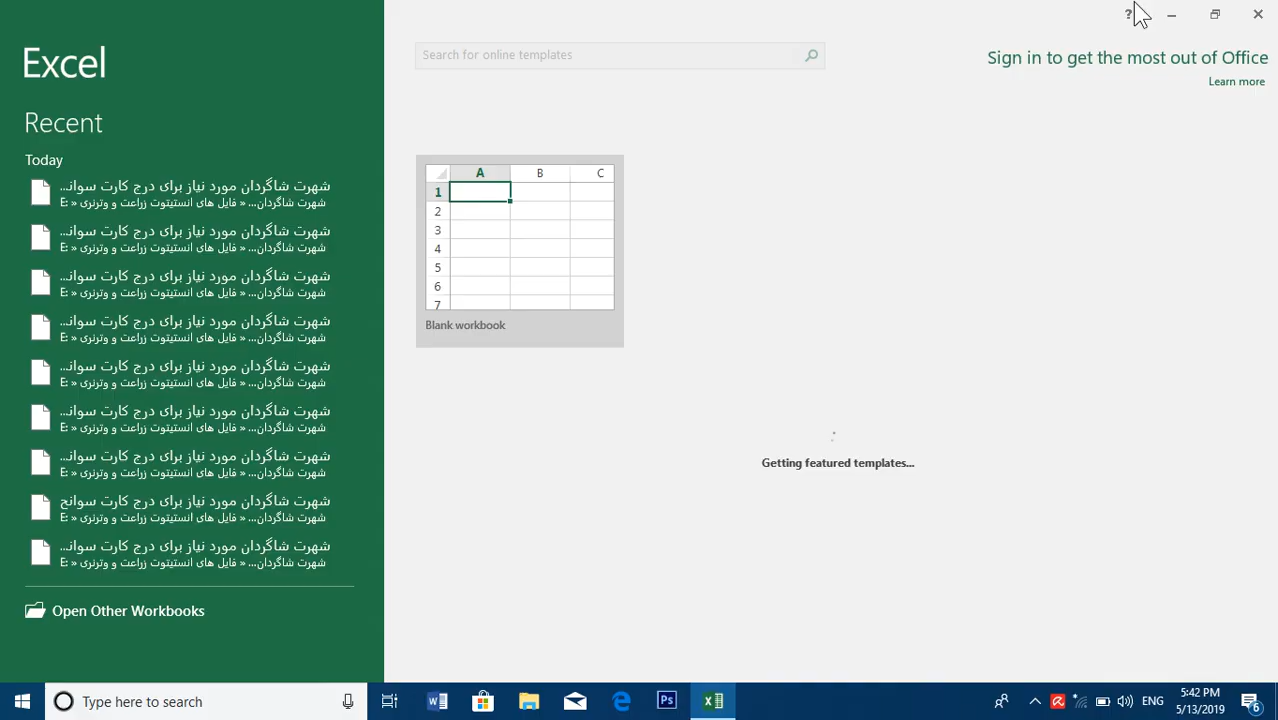 ?
Excel
Search for online templates
Sign in to get the most out of Office
Learn more
Recent
Today
شهرت شاگردان مورد نیاز برای درج کارت سوان...
E: » شهرت شاگردان... » فایل های انستیتوت زراعت و وترنری
شهرت شاگردان مورد نیاز برای درج کارت سوان...
E: » شهرت شاگردان... » فایل های انستیتوت زراعت و وترنری
شهرت شاگردان مورد نیاز برای درج کارت سوان...
E: » شهرت شاگردان... » فایل های انستیتوت زراعت و وترنری
شهرت شاگردان مورد نیاز برای درج کارت سوان...
E: » شهرت شاگردان... » فایل های انستیتوت زراعت و وترنری
شهرت شاگردان مورد نیاز برای درج کارت سوان...
E: » شهرت شاگردان... » فایل های انستیتوت زراعت و وترنری
شهرت شاگردان مورد نیاز برای درج کارت سوان...
E: » شهرت شاگردان... » فایل های انستیتوت زراعت و وترنری
شهرت شاگردان مورد نیاز برای درج کارت سوان...
E: » شهرت شاگردان... » فایل های انستیتوت زراعت و وترنری
شهرت شاگردان مورد نیاز برای درج کارت سوانح
E: » شهرت شاگردان... » فایل های انستیتوت زراعت و وترنری
شهرت شاگردان مورد نیاز برای درج کارت سوان...
E: » شهرت شاگردان... » فایل های انستیتوت زراعت و وترنری
Open Other Workbooks
A B C
1
2
3
4
5
6
7
Blank workbook
Getting featured templates...
Type here to search
Ps
ENG
5:42 PM
5/13/2019
6